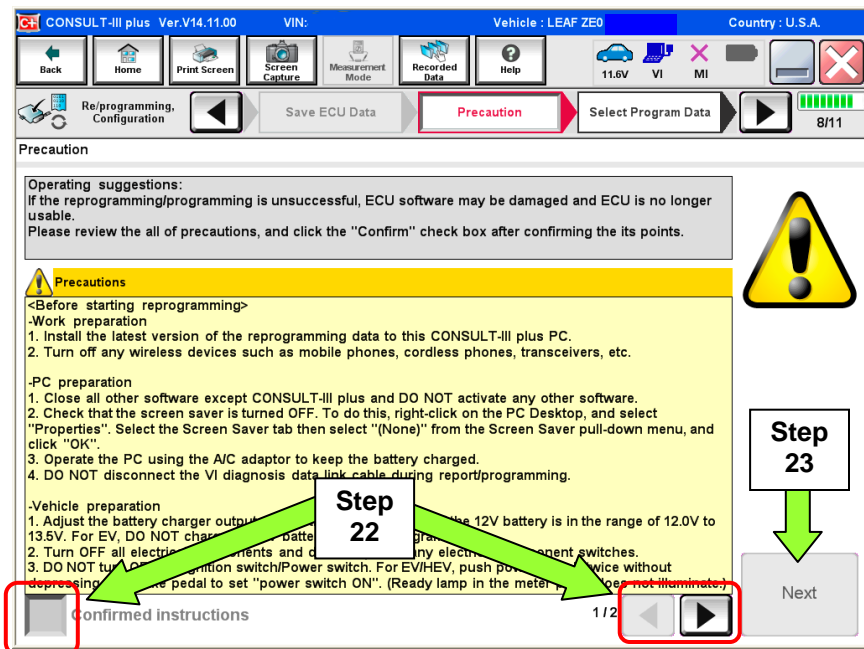 C+ CONSULT-III plus Ver.V14.11.00 VIN: Vehicle : LEAF ZE0 Country : U.S.A.
Back Home Print Screen Screen Capture Measurement Mode Recorded Data Help 11.6V VI MI
Re/programming, Configuration Save ECU Data Precaution Select Program Data 8/11
Precaution
Operating suggestions:
If the reprogramming/programming is unsuccessful, ECU software may be damaged and ECU is no longer
usable.
Please review the all of precautions, and click the "Confirm" check box after confirming the its points.
Precautions
<Before starting reprogramming>
-Work preparation
1. Install the latest version of the reprogramming data to this CONSULT-III plus PC.
2. Turn off any wireless devices such as mobile phones, cordless phones, transceivers, etc.
-PC preparation
1. Close all other software except CONSULT-III plus and DO NOT activate any other software.
2. Check that the screen saver is turned OFF. To do this, right-click on the PC Desktop, and select
"Properties". Select the Screen Saver tab then select "(None)" from the Screen Saver pull-down menu, and
click "OK".
3. Operate the PC using the A/C adaptor to keep the battery charged.
4. DO NOT disconnect the VI diagnosis data link cable during report/programming.
-Vehicle preparation
1. Adjust the battery charger output the 12V battery is in the range of 12.0V to
13.5V. For EV, DO NOT
2. Turn OFF all and any switches.
3. DO NOT switch/Power switch. For EV/HEV, push without
pedal to set "power switch ON". (Ready lamp in the meter does not illuminate.)
Step
22
Step
23
Confirmed instructions 1/2
Next